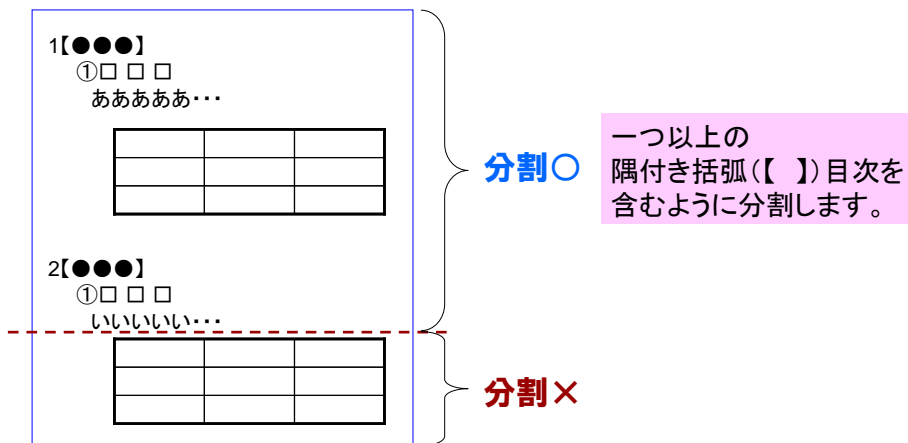 1【●●●】
①□ □ □
あああああ・・・
分割○
一つ以上の
隅付き括弧(【 】)目次を
含むように分割します。
2【●●●】
①□ □ □
いいいいい・・・
分割×